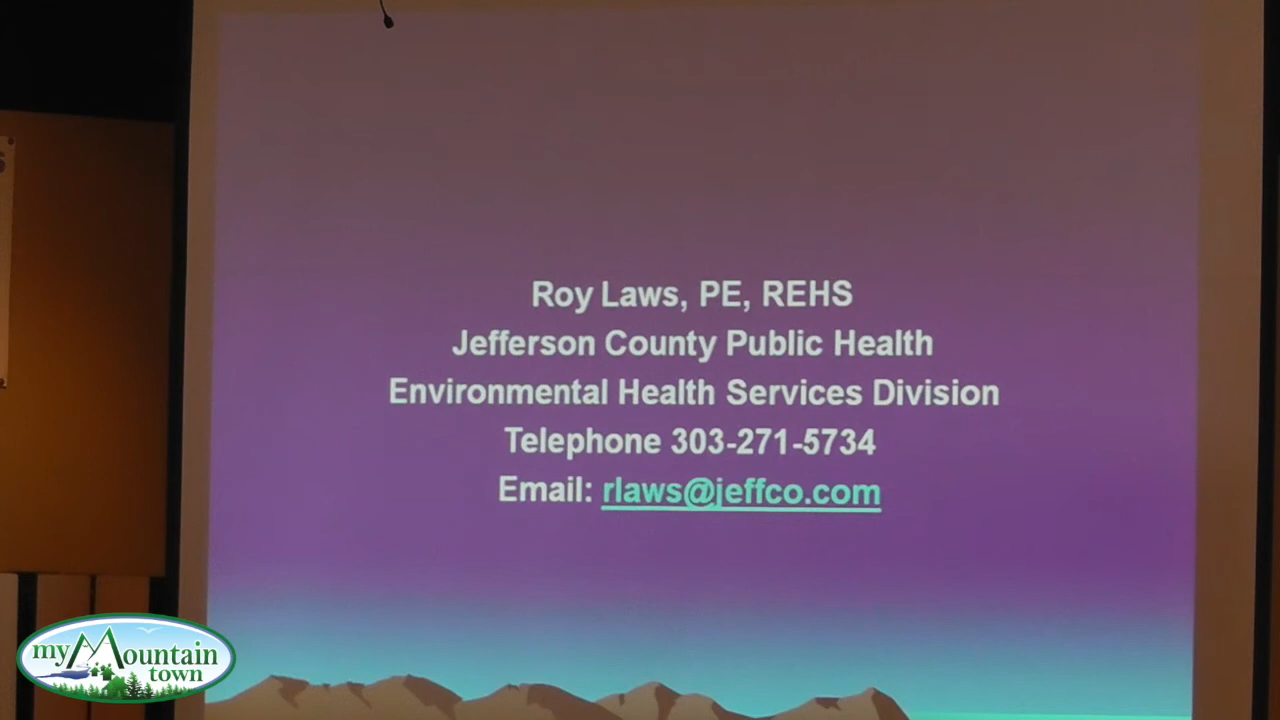 Roy Laws, PE, REHS
Jefferson County Public Health
Environmental Health Services Division
Telephone 303-271-5734
Email: rlaws@jeffco.com
my Mountain
town